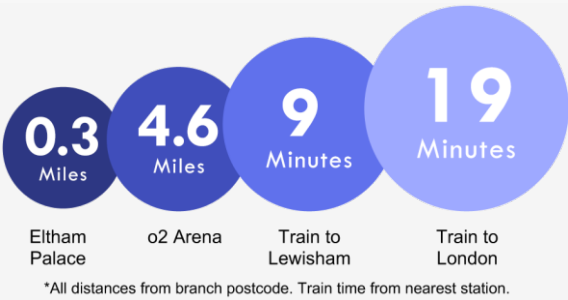 0.3
Miles
4.6
Miles
9
Minutes
19
Minutes
Eltham
Palace
o2 Arena
Train to
Lewisham
Train to
London
*All distances from branch postcode. Train time from nearest station.